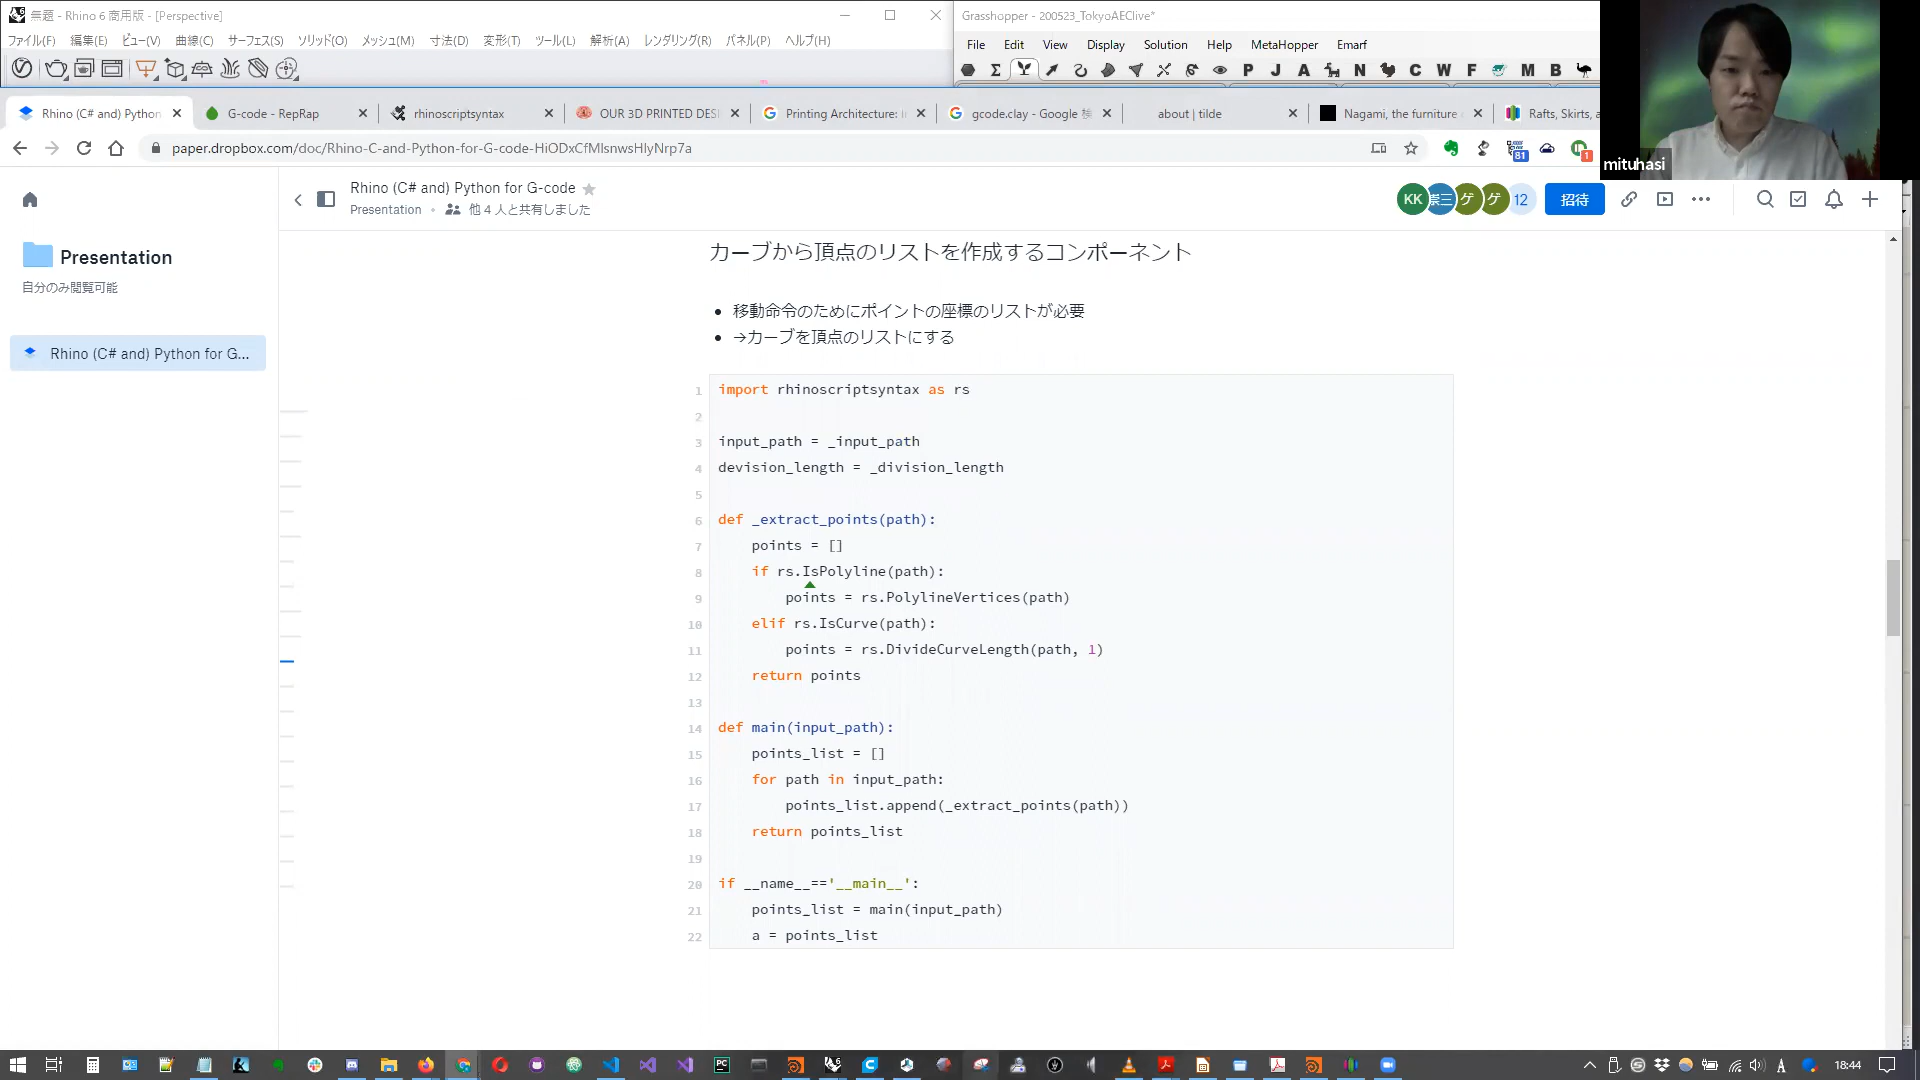 無題 - Rhino 6 商用版 - [Perspective]
ファイル(F) 編集(E) ビュー(V) 曲線(C) サーフェス(S) ソリッド(O) メッシュ(M) 寸法(D) 変形(T) ツール(L) 解析(A) レンダリング(R) パネル(P) ヘルプ(H)
Grasshopper - 200523_TokyoAEClive*
File Edit View Display Solution Help MetaHopper Emarf
P J A N C W F M B
mituhasi
Rhino (C# and) Python
G-code - RepRap
rhinoscriptsyntax
OUR 3D PRINTED DESI
Printing Architecture: I
gcode.clay - Google 検
about | tilde
Nagami, the furniture
Rafts, Skirts, a
paper.dropbox.com/doc/Rhino-C-and-Python-for-G-code-HiODxCfMlsnwsHIyNrp7a
81
1
Rhino (C# and) Python for G-code
Presentation • 他 4 人と共有しました
KK 崇三 ゲ ゲ 12 招待
Presentation
自分のみ閲覧可能
Rhino (C# and) Python for G...
カーブから頂点のリストを作成するコンポーネント
• 移動命令のためにポイントの座標のリストが必要
• →カーブを頂点のリストにする
1 import rhinoscriptsyntax as rs
2
3 input_path = _input_path
4 devision_length = _division_length
5
6 def _extract_points(path):
7 points = []
8 if rs.IsPolyline(path):
9 points = rs.PolylineVertices(path)
10 elif rs.IsCurve(path):
11 points = rs.DivideCurveLength(path, 1)
12 return points
13
14 def main(input_path):
15 points_list = []
16 for path in input_path:
17 points_list.append(_extract_points(path))
18 return points_list
19
20 if __name__=='__main__':
21 points_list = main(input_path)
22 a = points_list
18:44